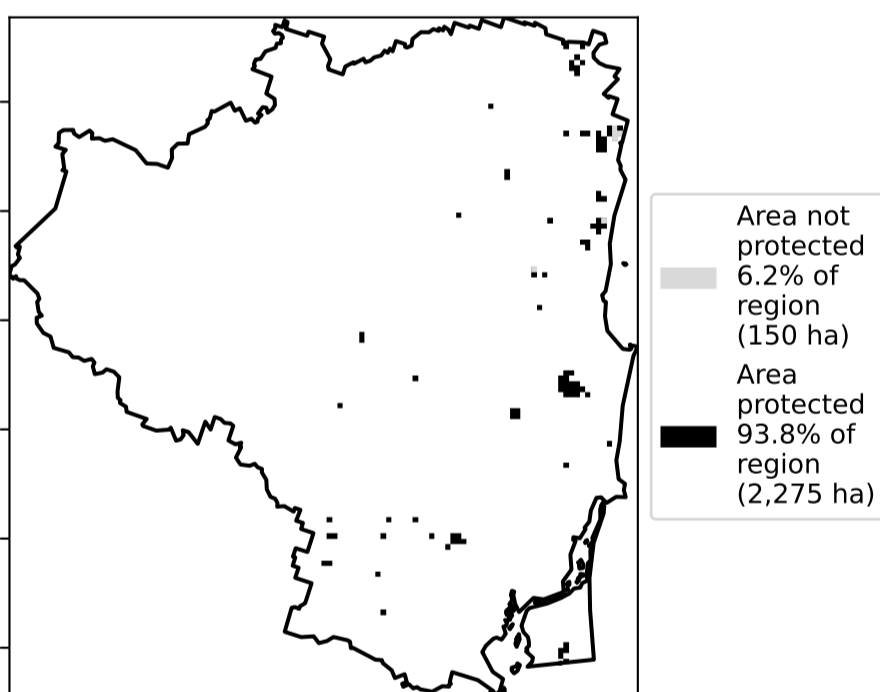 Area not
protected
6.2% of
region
(150 ha)
Area
protected
93.8% of
region
(2,275 ha)